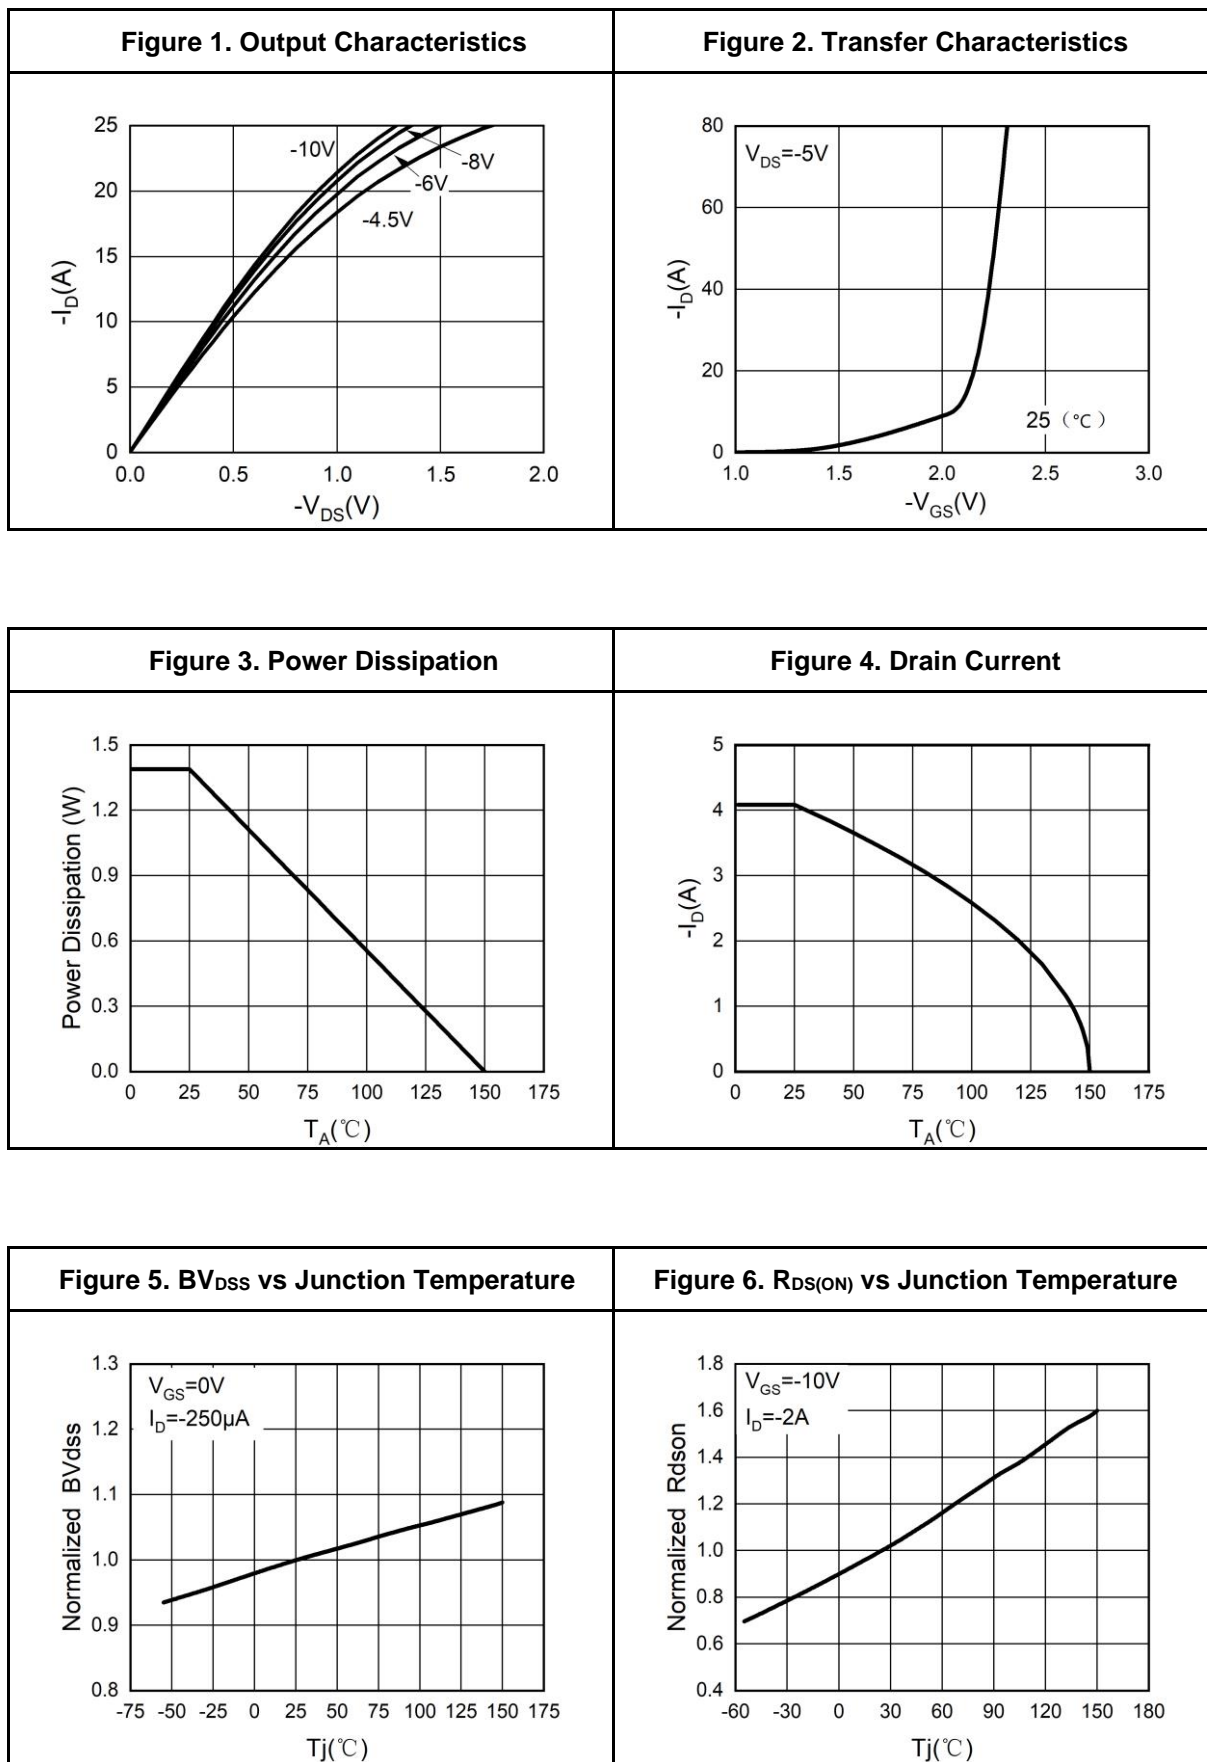 Figure 1. Output Characteristics
Figure 2. Transfer Characteristics
25
20
15
10
5
0
-I_D(A)
-10V
-8V
-6V
-4.5V
0.0 0.5 1.0 1.5 2.0
-V_DS(V)
80
60
40
20
0
-I_D(A)
V_DS=-5V
25（℃）
1.0 1.5 2.0 2.5 3.0
-V_GS(V)
Figure 3. Power Dissipation
Figure 4. Drain Current
1.5
1.2
0.9
0.6
0.3
0.0
Power Dissipation (W)
0 25 50 75 100 125 150 175
T_A(℃)
5
4
3
2
1
0
-I_D(A)
0 25 50 75 100 125 150 175
T_A(℃)
Figure 5. BV_DSS vs Junction Temperature
Figure 6. R_DS(ON) vs Junction Temperature
1.3
1.2
1.1
1.0
0.9
0.8
Normalized BVdss
V_GS=0V
I_D=-250μA
-75 -50 -25 0 25 50 75 100 125 150 175
Tj(℃)
1.8
1.6
1.4
1.2
1.0
0.8
0.6
0.4
Normalized Rdson
V_GS=-10V
I_D=-2A
-60 -30 0 30 60 90 120 150 180
Tj(℃)